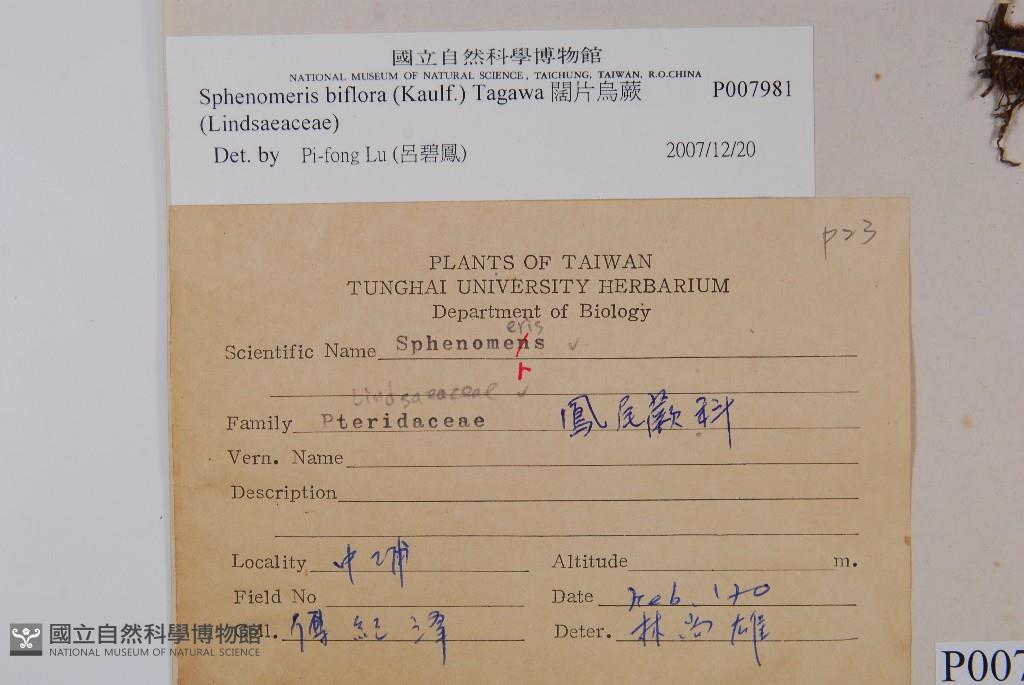 國立自然科學博物館
NATIONAL MUSEUM OF NATURAL SCIENCE, TAICHUNG, TAIWAN, R.O.CHINA
Sphenomeris biflora (Kaulf.) Tagawa 闊片烏蕨 P007981
(Lindsaeaceae)
Det. by Pi-fong Lu (呂碧鳳) 2007/12/20
p23
PLANTS OF TAIWAN
TUNGHAI UNIVERSITY HERBARIUM
Department of Biology
eris
Scientific Name Sphenomens ✓
r
Lindsaeaceae ✓
Family Pteridaceae 鳳尾蕨科
Vern. Name
Description
Locality 中埔 Altitude m.
Field No Date Feb. 170
Coll. 傅紀澤 Deter. 林尚雄
國立自然科學博物館
NATIONAL MUSEUM OF NATURAL SCIENCE
P007